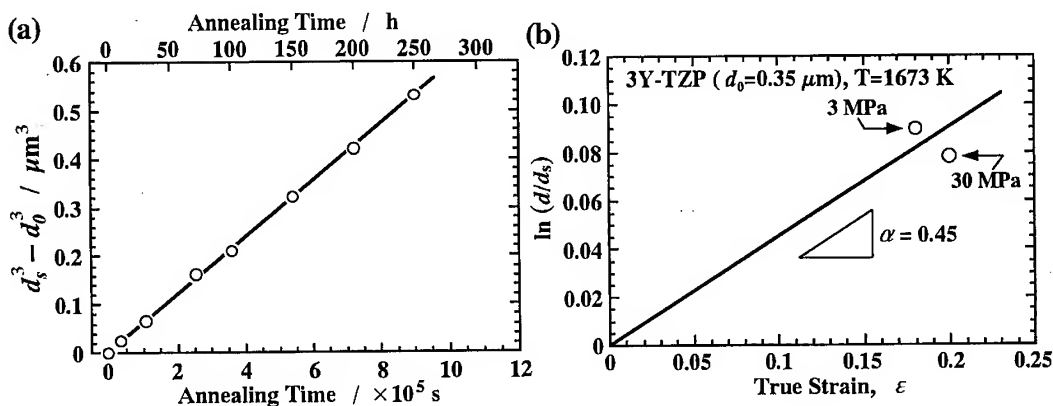 (a)
Annealing Time / h
0 50 100 150 200 250 300
d_s^3 − d_0^3 / μm^3
0.6
0.5
0.4
0.3
0.2
0.1
0
0 2 4 6 8 10 12
Annealing Time / ×10^5 s
(b)
3Y-TZP ( d_0=0.35 μm), T=1673 K
3 MPa
30 MPa
α = 0.45
ln (d/d_s)
0.12
0.10
0.08
0.06
0.04
0.02
0.00
0 0.05 0.1 0.15 0.2 0.25
True Strain, ε